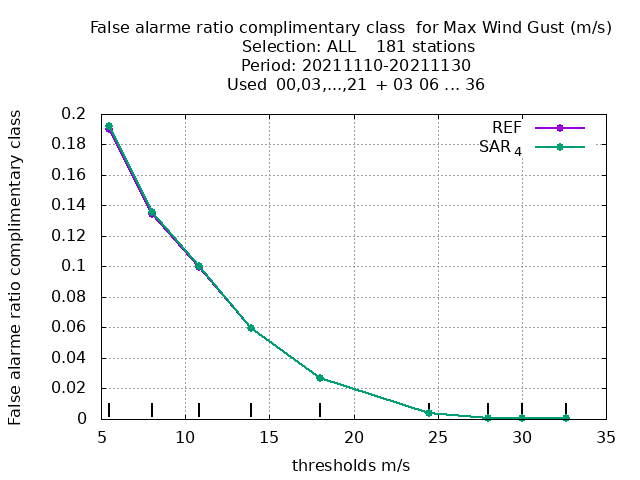 False alarme ratio complimentary class  for Max Wind Gust (m/s)
Selection: ALL    181 stations
Period: 20211110-20211130
Used  00,03,...,21  + 03 06 ... 36
False alarme ratio complimentary class
0.2
0.18
0.16
0.14
0.12
0.1
0.08
0.06
0.04
0.02
0
REF
SAR4
5 10 15 20 25 30 35
thresholds m/s